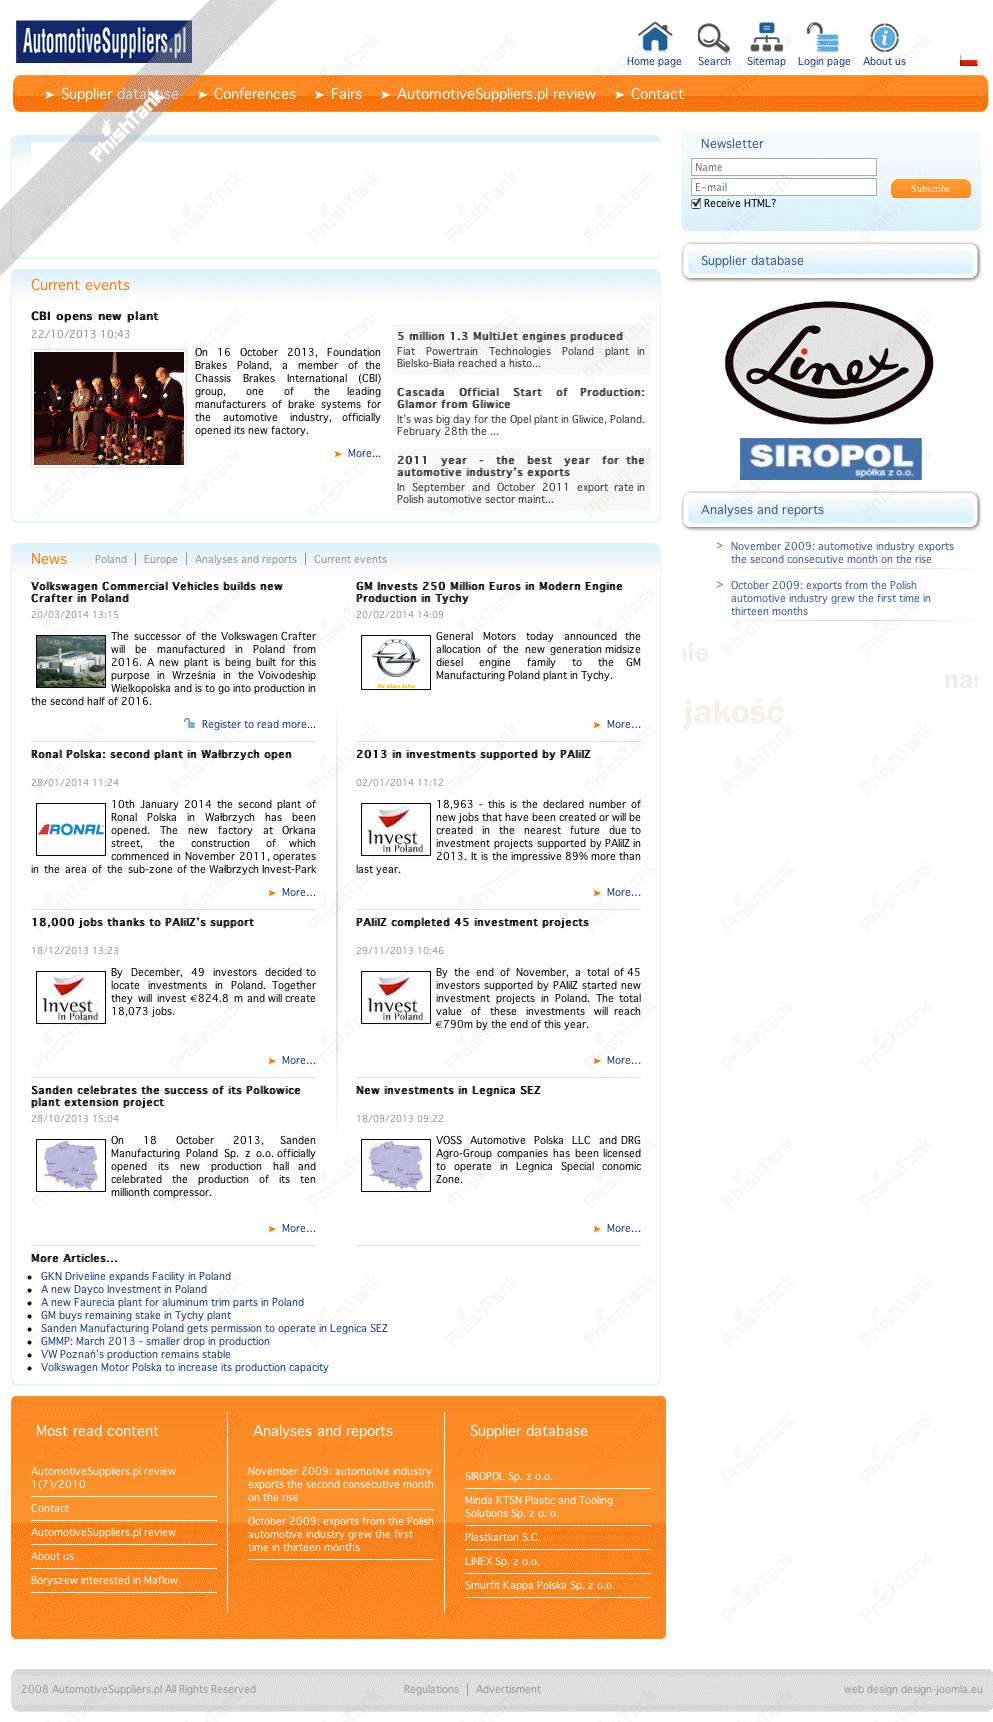 AutomotiveSuppliers.pl
Home page
Search
Sitemap
Login page
About us
Supplier database
Conferences
Fairs
AutomotiveSuppliers.pl review
Contact
PhishTank
Newsletter
Name
E-mail
Subscribe
Receive HTML?
Supplier database
Linex
SIROPOL
spółka z o.o.
Analyses and reports
> November 2009: automotive industry exports
the second consecutive month on the rise
> October 2009: exports from the Polish
automotive industry grew the first time in
thirteen months
nas
jakość
Current events
CBI opens new plant
22/10/2013 10:43
On 16 October 2013, Foundation
Brakes Poland, a member of the
Chassis Brakes International (CBI)
group, one of the leading
manufacturers of brake systems for
the automotive industry, officially
opened its new factory.
More...
5 million 1.3 MultiJet engines produced
Fiat Powertrain Technologies Poland plant in
Bielsko-Biała reached a histo...
Cascada Official Start of Production:
Glamor from Gliwice
It's was big day for the Opel plant in Gliwice, Poland.
February 28th the ...
2011 year - the best year for the
automotive industry's exports
In September and October 2011 export rate in
Polish automotive sector maint...
News
Poland | Europe | Analyses and reports | Current events
Volkswagen Commercial Vehicles builds new
Crafter in Poland
20/03/2014 13:15
The successor of the Volkswagen Crafter
will be manufactured in Poland from
2016. A new plant is being built for this
purpose in Września in the Voivodeship
Wielkopolska and is to go into production in
the second half of 2016.
Register to read more...
GM Invests 250 Million Euros in Modern Engine
Production in Tychy
20/02/2014 14:09
General Motors today announced the
allocation of the new generation midsize
diesel engine family to the GM
Manufacturing Poland plant in Tychy.
More...
Ronal Polska: second plant in Wałbrzych open
28/01/2014 11:24
RONAL
10th January 2014 the second plant of
Ronal Polska in Wałbrzych has been
opened. The new factory at Orkana
street, the construction of which
commenced in November 2011, operates
in the area of the sub-zone of the Wałbrzych Invest-Park
More...
2013 in investments supported by PAIiIZ
02/01/2014 11:12
Invest
in Poland
18,963 - this is the declared number of
new jobs that have been created or will be
created in the nearest future due to
investment projects supported by PAIiIZ in
2013. It is the impressive 89% more than
last year.
More...
18,000 jobs thanks to PAIiIZ's support
18/12/2013 13:23
Invest
in Poland
By December, 49 investors decided to
locate investments in Poland. Together
they will invest €824.8 m and will create
18,073 jobs.
More...
PAIiIZ completed 45 investment projects
29/11/2013 10:46
Invest
in Poland
By the end of November, a total of 45
investors supported by PAIiIZ started new
investment projects in Poland. The total
value of these investments will reach
€790m by the end of this year.
More...
Sanden celebrates the success of its Polkowice
plant extension project
28/10/2013 15:04
On 18 October 2013, Sanden
Manufacturing Poland Sp. z o.o. officially
opened its new production hall and
celebrated the production of its ten
millionth compressor.
More...
New investments in Legnica SEZ
18/09/2013 09:22
VOSS Automotive Polska LLC and DRG
Agro-Group companies has been licensed
to operate in Legnica Special conomic
Zone.
More...
More Articles...
GKN Driveline expands Facility in Poland
A new Dayco Investment in Poland
A new Faurecia plant for aluminum trim parts in Poland
GM buys remaining stake in Tychy plant
Sanden Manufacturing Poland gets permission to operate in Legnica SEZ
GMMP: March 2013 - smaller drop in production
VW Poznań's production remains stable
Volkswagen Motor Polska to increase its production capacity
Most read content
AutomotiveSuppliers.pl review
1(7)/2010
Contact
AutomotiveSuppliers.pl review
About us
Boryszew interested in Maflow
Analyses and reports
November 2009: automotive industry
exports the second consecutive month
on the rise
October 2009: exports from the Polish
automotive industry grew the first
time in thirteen months
Supplier database
SIROPOL Sp. z o.o.
Minda KTSN Plastic and Tooling
Solutions Sp. z o. o.
Plastkarton S.C.
LINEX Sp. z o.o.
Smurfit Kappa Polska Sp. z o.o.
2008 AutomotiveSuppliers.pl All Rights Reserved
Regulations | Advertisment
web design design-joomla.eu